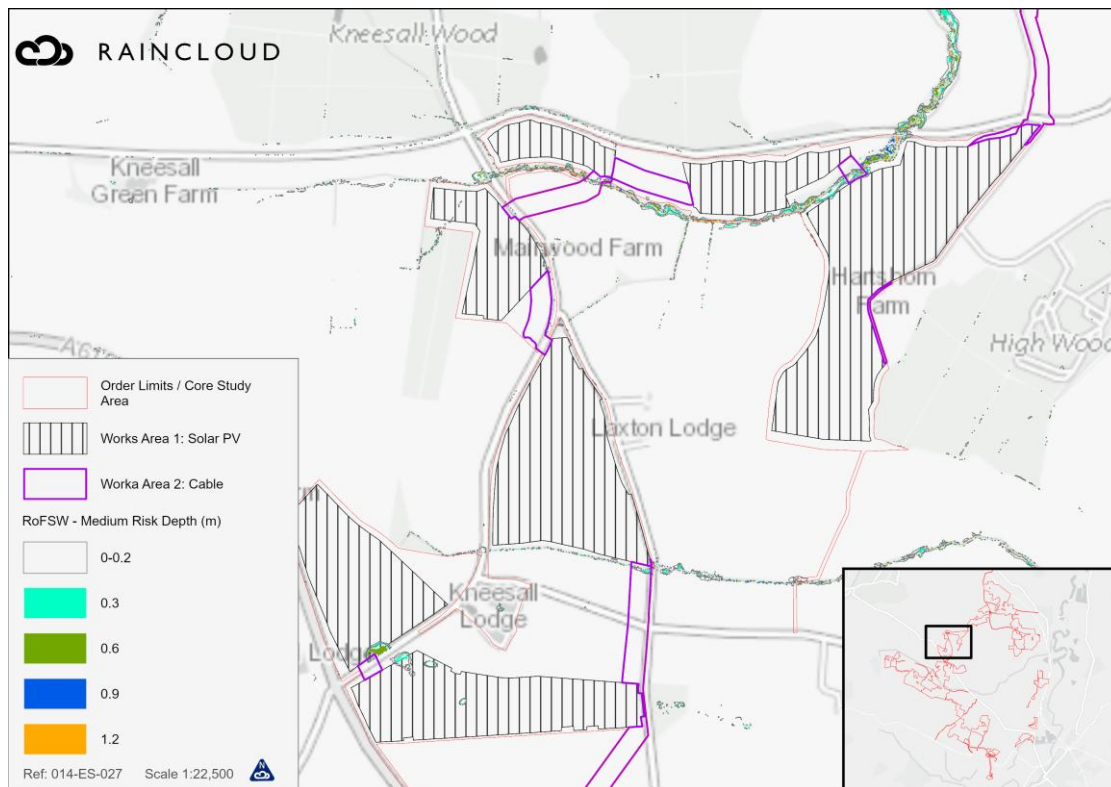 RAINCLOUD
Kneesall Wood
Kneesall
Green Farm
Mainwood Farm
Hartshorn
Farm
High Wood
A61
Laxton Lodge
Kneesall
Lodge
Lodge
Order Limits / Core Study
Area
Works Area 1: Solar PV
Worka Area 2: Cable
RoFSW - Medium Risk Depth (m)
0-0.2
0.3
0.6
0.9
1.2
Ref: 014-ES-027 Scale 1:22,500
N